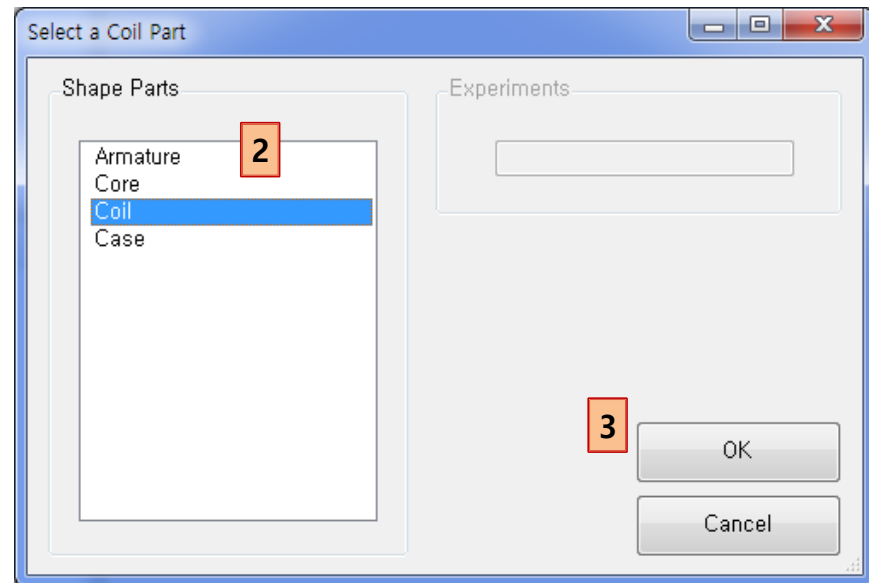 Select a Coil Part
Shape Parts
Experiments
2
Armature
Core
Coil
Case
3
OK
Cancel